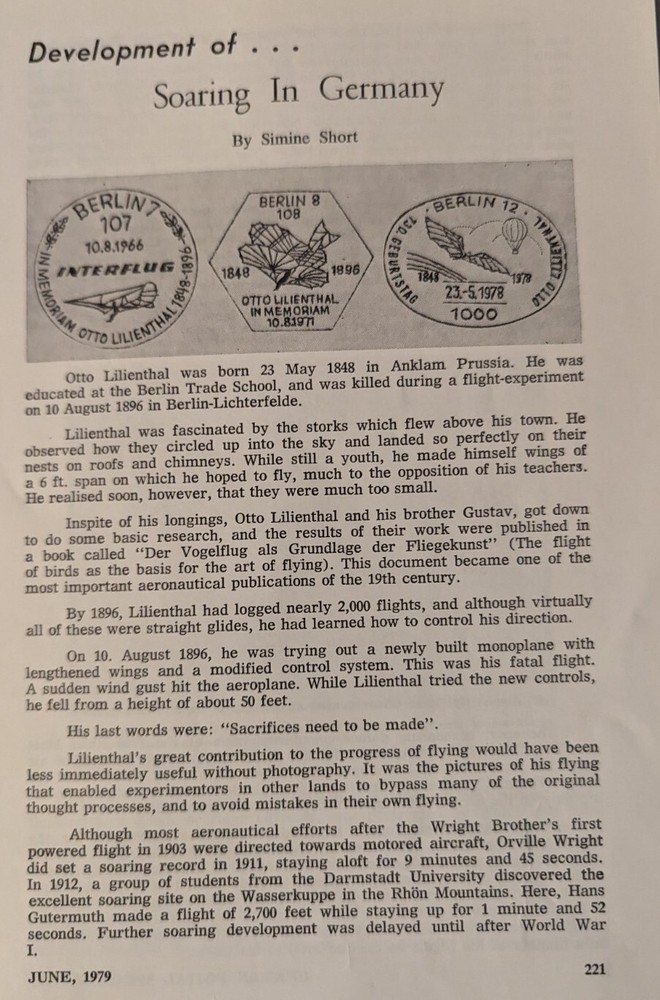 Development of . . .
Soaring In Germany
By Simine Short
BERLIN 7
107
10.8.1966
INTERFLUG
IN MEMORIAM OTTO LILIENTHAL 1848-1896
BERLIN 8
108
1848 1896
OTTO LILIENTHAL
IN MEMORIAM
10.8.1971
· BERLIN 12 ·
130. GEBURTSTAG
OTTO LILIENTHAL
1848 1978
23.-5.1978
1000
Otto Lilienthal was born 23 May 1848 in Anklam Prussia. He was
educated at the Berlin Trade School, and was killed during a flight-experiment
on 10 August 1896 in Berlin-Lichterfelde.
Lilienthal was fascinated by the storks which flew above his town. He
observed how they circled up into the sky and landed so perfectly on their
nests on roofs and chimneys. While still a youth, he made himself wings of
a 6 ft. span on which he hoped to fly, much to the opposition of his teachers.
He realised soon, however, that they were much too small.
Inspite of his longings, Otto Lilienthal and his brother Gustav, got down
to do some basic research, and the results of their work were published in
a book called "Der Vogelflug als Grundlage der Fliegekunst" (The flight
of birds as the basis for the art of flying). This document became one of the
most important aeronautical publications of the 19th century.
By 1896, Lilienthal had logged nearly 2,000 flights, and although virtually
all of these were straight glides, he had learned how to control his direction.
On 10. August 1896, he was trying out a newly built monoplane with
lengthened wings and a modified control system. This was his fatal flight.
A sudden wind gust hit the aeroplane. While Lilienthal tried the new controls,
he fell from a height of about 50 feet.
His last words were: "Sacrifices need to be made".
Lilienthal's great contribution to the progress of flying would have been
less immediately useful without photography. It was the pictures of his flying
that enabled experimentors in other lands to bypass many of the original
thought processes, and to avoid mistakes in their own flying.
Although most aeronautical efforts after the Wright Brother's first
powered flight in 1903 were directed towards motored aircraft, Orville Wright
did set a soaring record in 1911, staying aloft for 9 minutes and 45 seconds.
In 1912, a group of students from the Darmstadt University discovered the
excellent soaring site on the Wasserkuppe in the Rhön Mountains. Here, Hans
Gutermuth made a flight of 2,700 feet while staying up for 1 minute and 52
seconds. Further soaring development was delayed until after World War
I.
JUNE, 1979 221